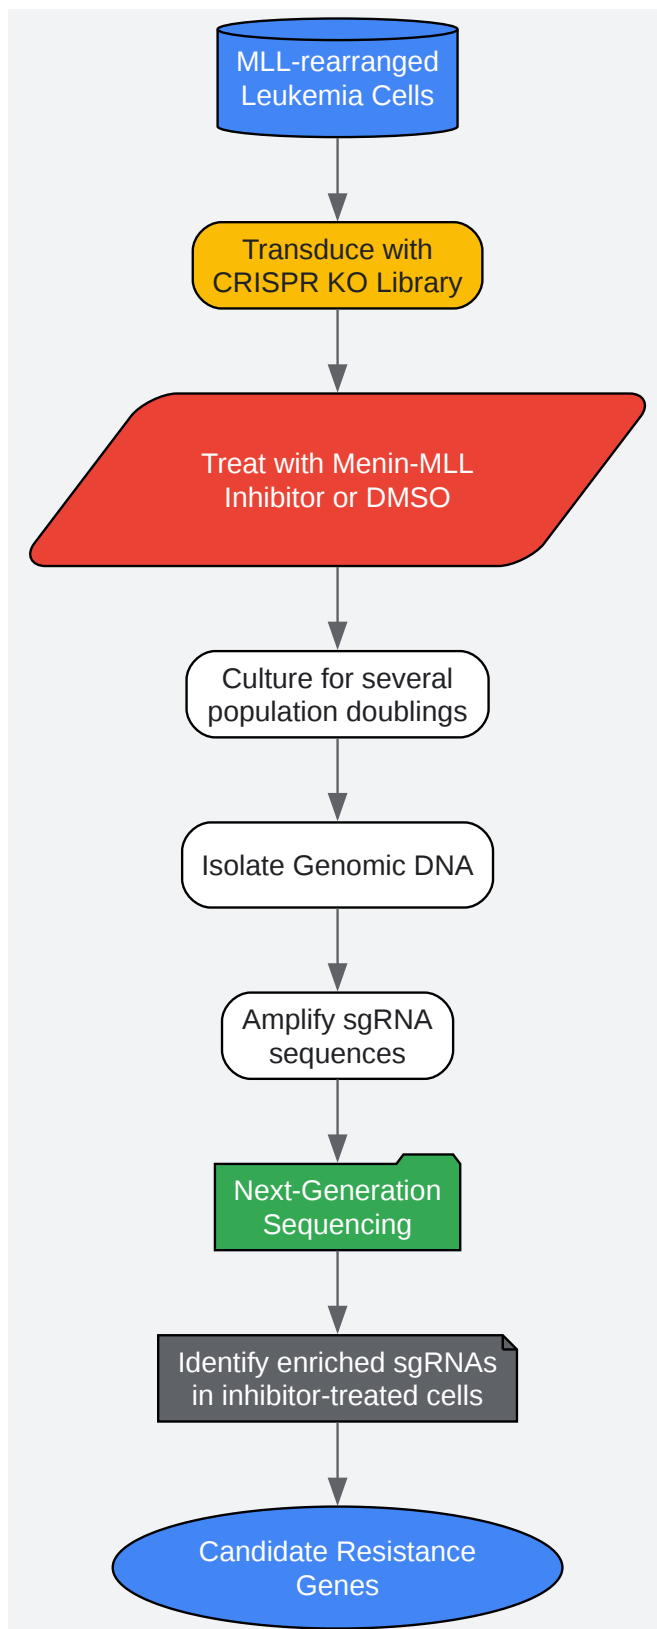 MLL-rearranged
Leukemia Cells
Transduce with
CRISPR KO Library
Treat with Menin-MLL
Inhibitor or DMSO
Culture for several
population doublings
Isolate Genomic DNA
Amplify sgRNA
sequences
Next-Generation
Sequencing
Identify enriched sgRNAs
in inhibitor-treated cells
Candidate Resistance
Genes